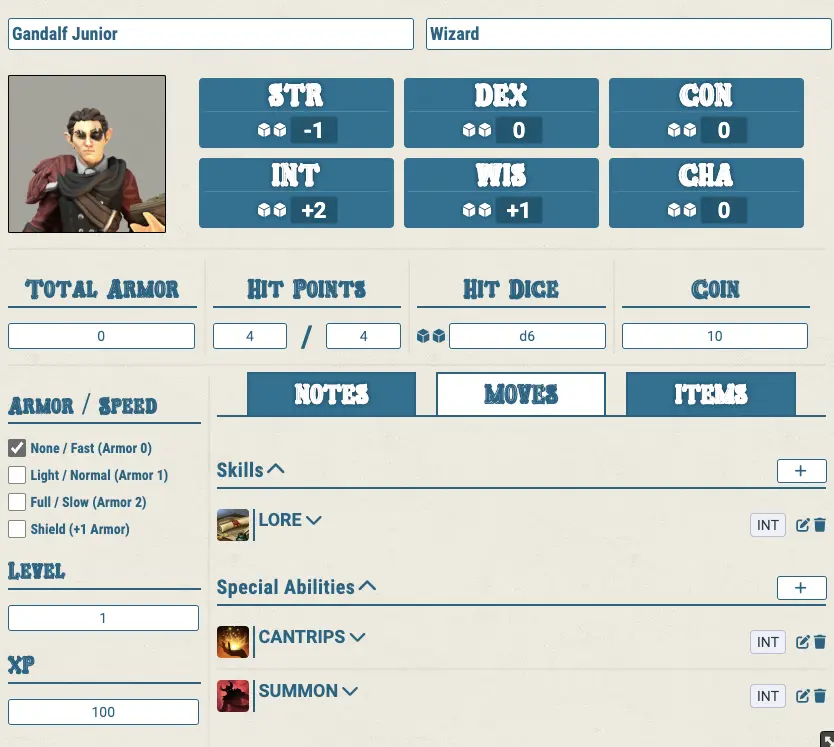 Gandalf Junior Wizard
STR DEX CON
-1 0 0
INT WIS CHA
+2 +1 0
Total Armor Hit Points Hit Dice Coin
0 4 / 4 d6 10
NOTES MOVES ITEMS
Armor / Speed
None / Fast (Armor 0)
Light / Normal (Armor 1)
Full / Slow (Armor 2)
Shield (+1 Armor)
Level
1
XP
100
Skills +
LORE INT
Special Abilities +
CANTRIPS INT
SUMMON INT